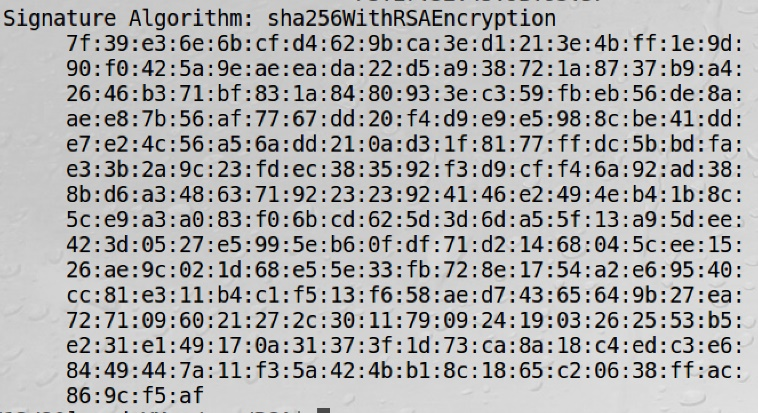 Signature Algorithm: sha256WithRSAEncryption
7f:39:e3:6e:6b:cf:d4:62:9b:ca:3e:d1:21:3e:4b:ff:1e:9d:
90:f0:42:5a:9e:ae:ea:da:22:d5:a9:38:72:1a:87:37:b9:a4:
26:46:b3:71:bf:83:1a:84:80:93:3e:c3:59:fb:eb:56:de:8a:
ae:e8:7b:56:af:77:67:dd:20:f4:d9:e9:e5:98:8c:be:41:dd:
e7:e2:4c:56:a5:6a:dd:21:0a:d3:1f:81:77:ff:dc:5b:bd:fa:
e3:3b:2a:9c:23:fd:ec:38:35:92:f3:d9:cf:f4:6a:92:ad:38:
8b:d6:a3:48:63:71:92:23:23:92:41:46:e2:49:4e:b4:1b:8c:
5c:e9:a3:a0:83:f0:6b:cd:62:5d:3d:6d:a5:5f:13:a9:5d:ee:
42:3d:05:27:e5:99:5e:b6:0f:df:71:d2:14:68:04:5c:ee:15:
26:ae:9c:02:1d:68:e5:5e:33:fb:72:8e:17:54:a2:e6:95:40:
cc:81:e3:11:b4:c1:f5:13:f6:58:ae:d7:43:65:64:9b:27:ea:
72:71:09:60:21:27:2c:30:11:79:09:24:19:03:26:25:53:b5:
e2:31:e1:49:17:0a:31:37:3f:1d:73:ca:8a:18:c4:ed:c3:e6:
84:49:44:7a:11:f3:5a:42:4b:b1:8c:18:65:c2:06:38:ff:ac:
86:9c:f5:af